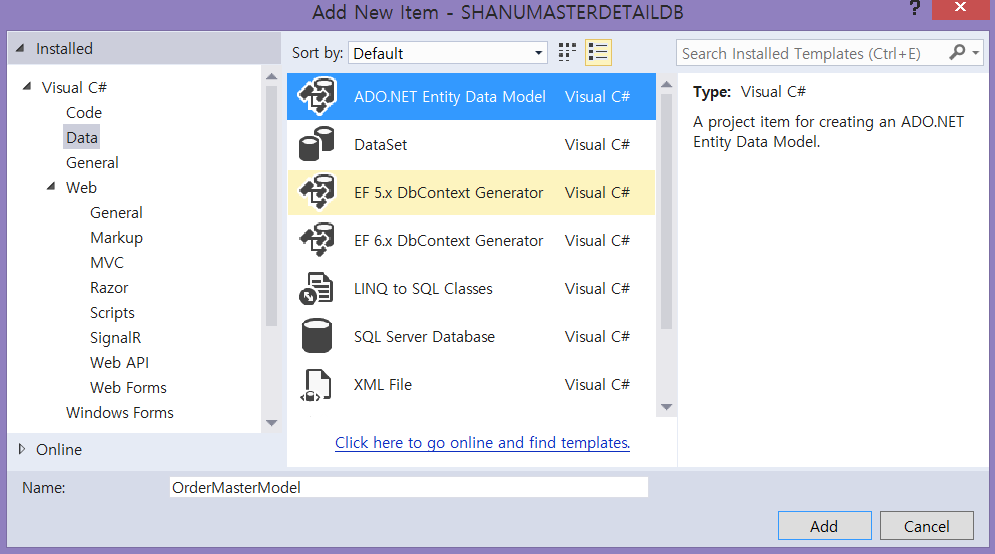 Add New Item - SHANUMASTERDETAILDB
?
x
Installed
Sort by: Default
Search Installed Templates (Ctrl+E)
Visual C#
Code
Data
General
Web
General
Markup
MVC
Razor
Scripts
SignalR
Web API
Web Forms
Windows Forms
Online
ADO.NET Entity Data Model Visual C#
DataSet Visual C#
EF 5.x DbContext Generator Visual C#
EF 6.x DbContext Generator Visual C#
LINQ to SQL Classes Visual C#
SQL Server Database Visual C#
XML File Visual C#
Click here to go online and find templates.
Type: Visual C#
A project item for creating an ADO.NET
Entity Data Model.
Name: OrderMasterModel
Add Cancel